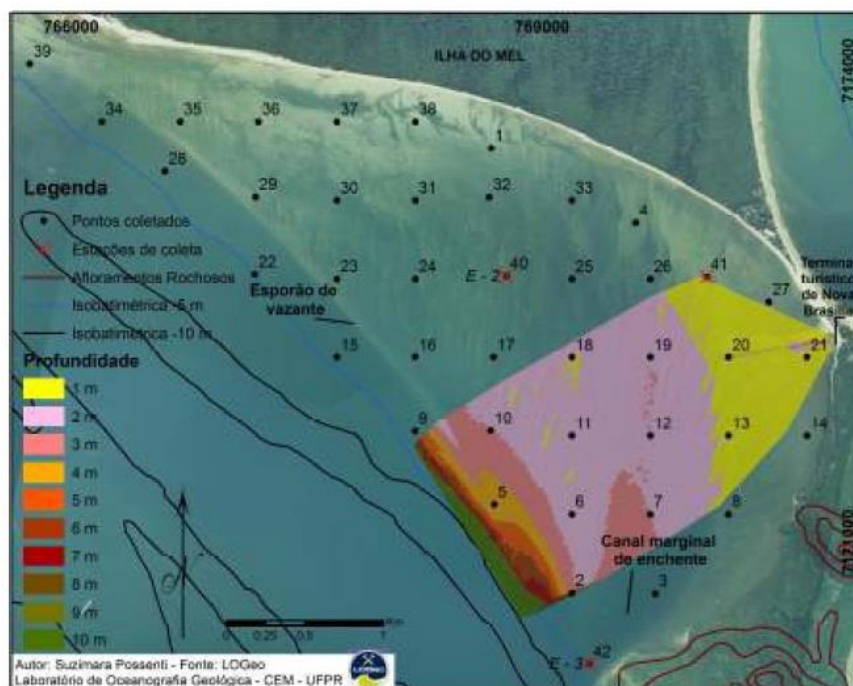 766000
769000
ILHA DO MEL
7174000
39
34
35
36
37
38
1
28
29
30
31
32
33
4
Legenda
Pontos coletados
Estações de coleta
Afloramentos Rochosos
Isobatimétrica -5 m
Isobatimétrica -10 m
22
23
24
E - 2
40
25
26
41
27
Terminal
turístico
de Nova
Brasília
Esporão de
vazante
15
16
17
18
19
20
21
Profundidade
1 m
2 m
3 m
4 m
5 m
6 m
7 m
8 m
9 m
10 m
9
10
11
12
13
14
5
6
7
8
7171000
Canal marginal
de enchente
2
3
0
0.25
0.5
1
E - 3
42
Autor: Suzimara Possenti - Fonte: LOGeo
Laboratório de Oceanografia Geológica - CEM - UFPR
LOGeo